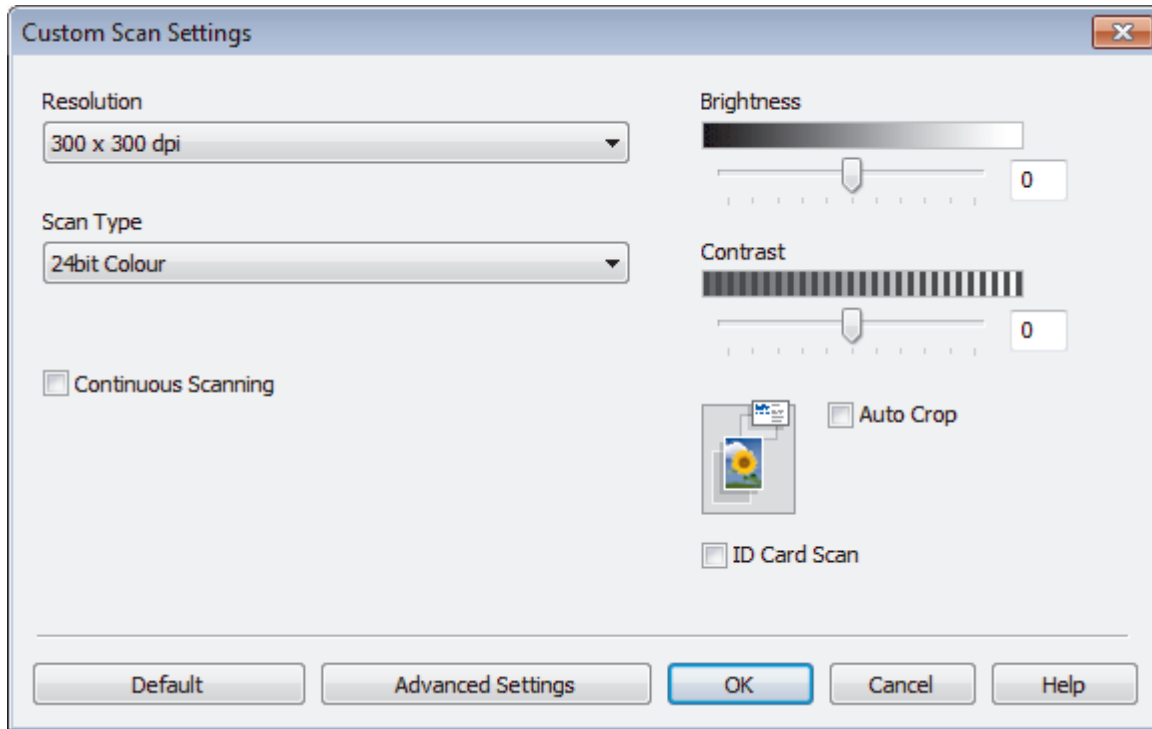 Custom Scan Settings
Resolution
300 x 300 dpi
Scan Type
24bit Colour
Continuous Scanning
Brightness
0
Contrast
0
Auto Crop
ID Card Scan
Default
Advanced Settings
OK
Cancel
Help